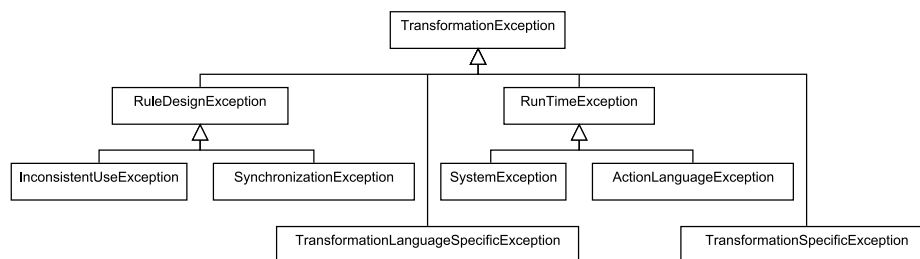 TransformationException
RuleDesignException
RunTimeException
InconsistentUseException
SynchronizationException
SystemException
ActionLanguageException
TransformationLanguageSpecificException
TransformationSpecificException